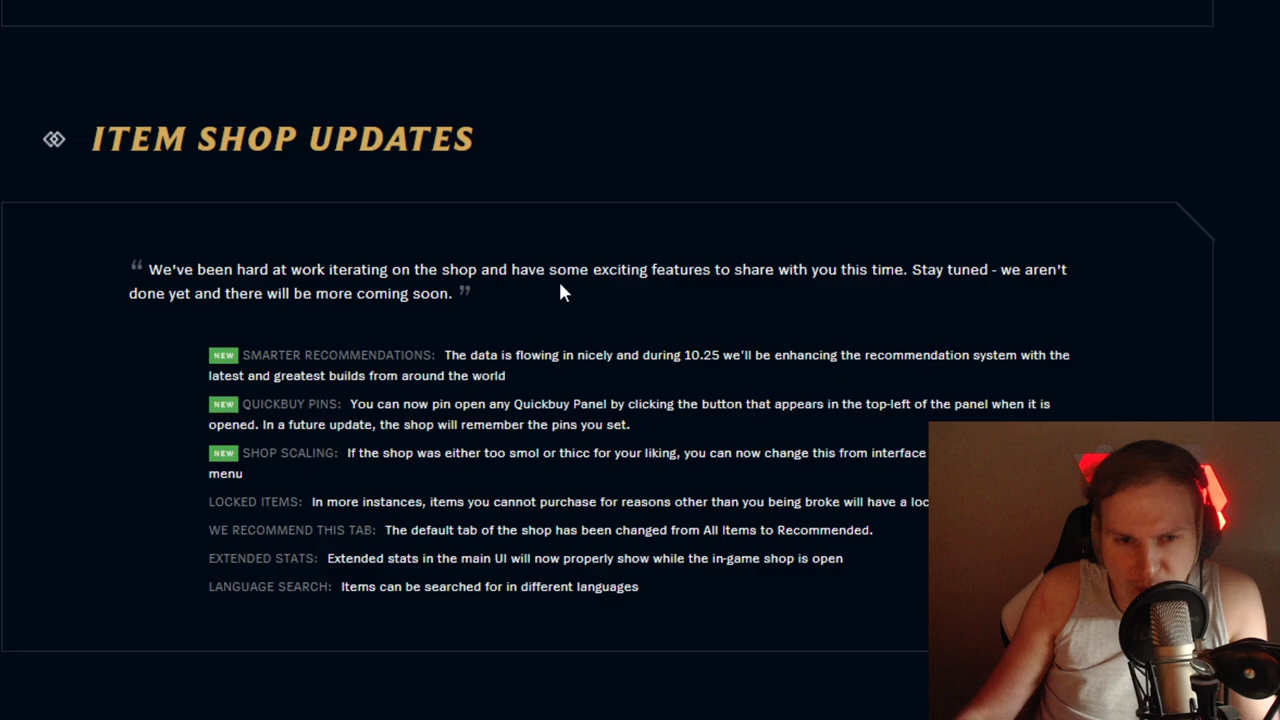 ITEM SHOP UPDATES
“ We've been hard at work iterating on the shop and have some exciting features to share with you this time. Stay tuned - we aren't
done yet and there will be more coming soon. ”
NEW SMARTER RECOMMENDATIONS: The data is flowing in nicely and during 10.25 we'll be enhancing the recommendation system with the
latest and greatest builds from around the world
NEW QUICKBUY PINS: You can now pin open any Quickbuy Panel by clicking the button that appears in the top-left of the panel when it is
opened. In a future update, the shop will remember the pins you set.
NEW SHOP SCALING: If the shop was either too smol or thicc for your liking, you can now change this from interface
menu
LOCKED ITEMS: In more instances, items you cannot purchase for reasons other than you being broke will have a loc
WE RECOMMEND THIS TAB: The default tab of the shop has been changed from All Items to Recommended.
EXTENDED STATS: Extended stats in the main UI will now properly show while the in-game shop is open
LANGUAGE SEARCH: Items can be searched for in different languages